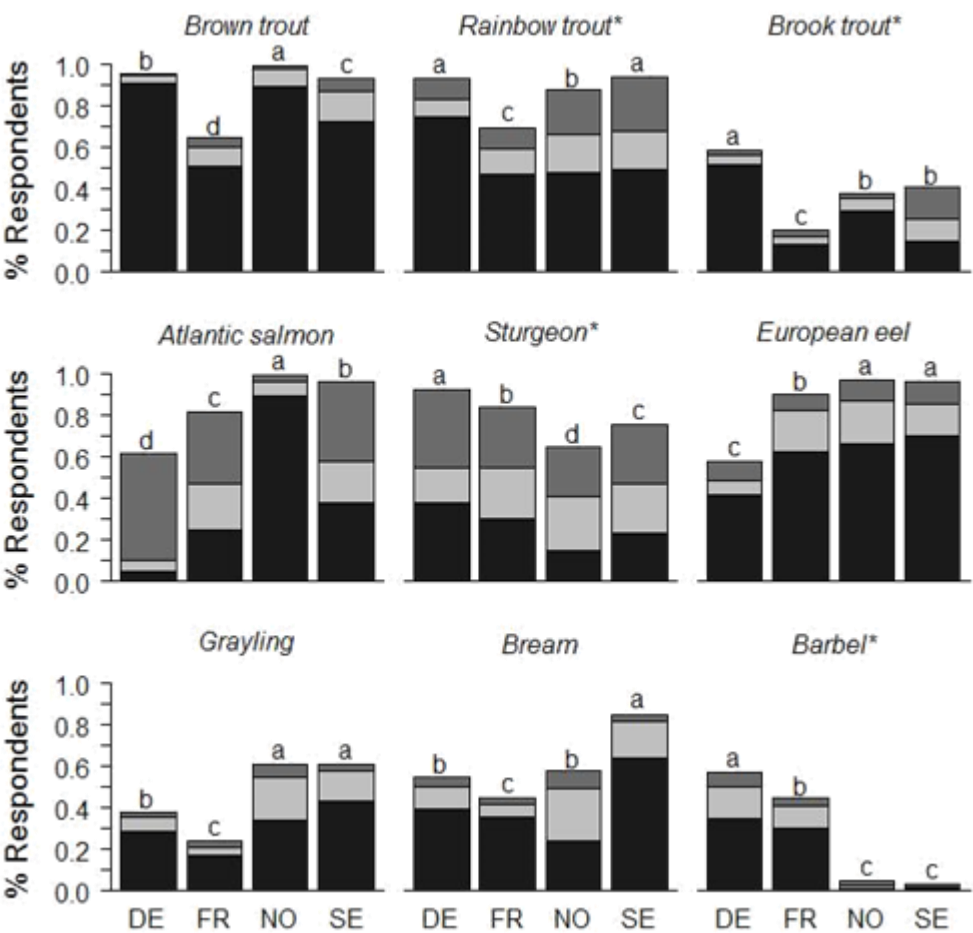 Brown trout Rainbow trout* Brook trout*
% Respondents
1.0
0.8
0.6
0.4
0.2
0.0
b d a c
a c b a
a c b b
Atlantic salmon Sturgeon* European eel
% Respondents
1.0
0.8
0.6
0.4
0.2
0.0
d c a b
a b d c
c b a a
Grayling Bream Barbel*
% Respondents
1.0
0.8
0.6
0.4
0.2
0.0
b c a a
b c b a
a b c c
DE FR NO SE DE FR NO SE DE FR NO SE